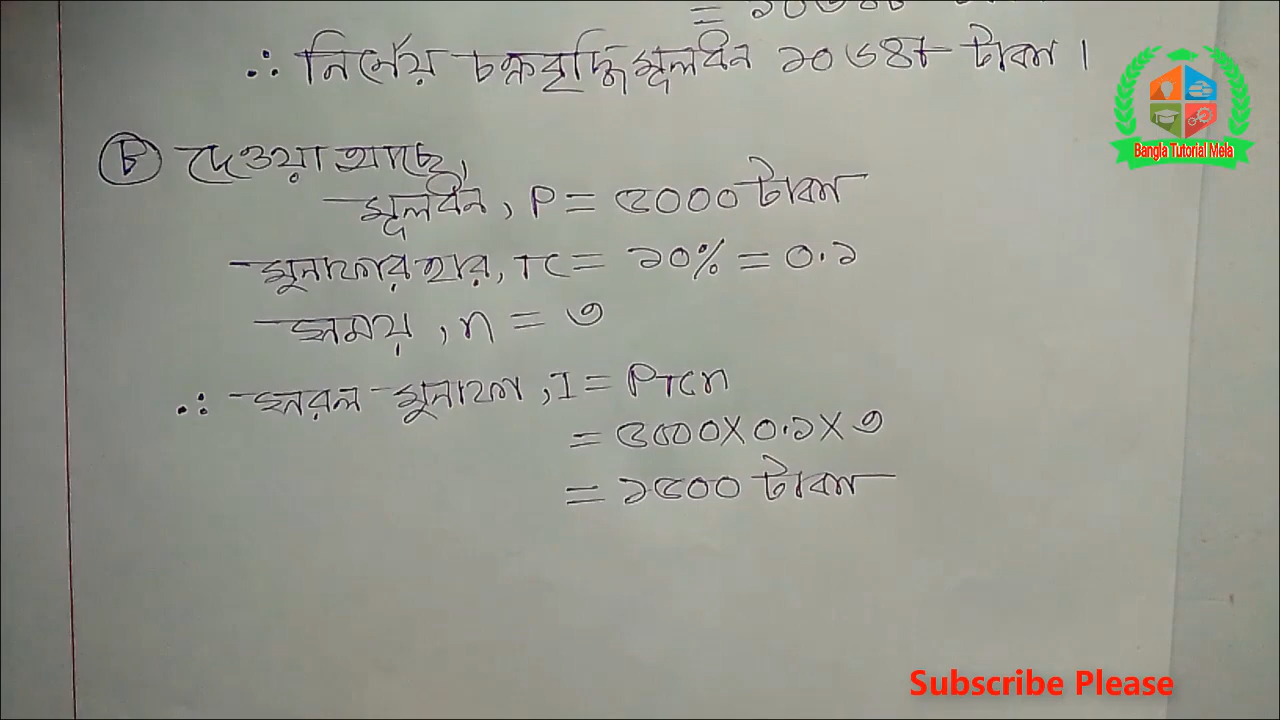 ∴ নির্ণেয় চক্রবৃদ্ধি মূলধন ১০৬৪৮ টাকা।
৮ দেওয়া আছে,
মূলধন, P = ৫০০০ টাকা
মুনাফার হার, r = ১০% = ০.১
সময়, n = ৩
∴ সরল মুনাফা, I = Prn
= ৫০০০ × ০.১ × ৩
= ১৫০০ টাকা
Bangla Tutorial Mela
Subscribe Please